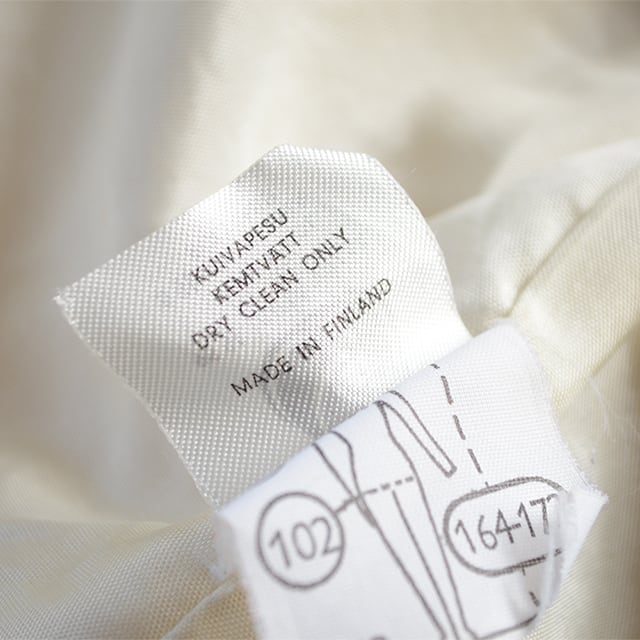 KUIVAPESU
KEMTVÄTT
DRY CLEAN ONLY
MADE IN FINLAND
102
164-17